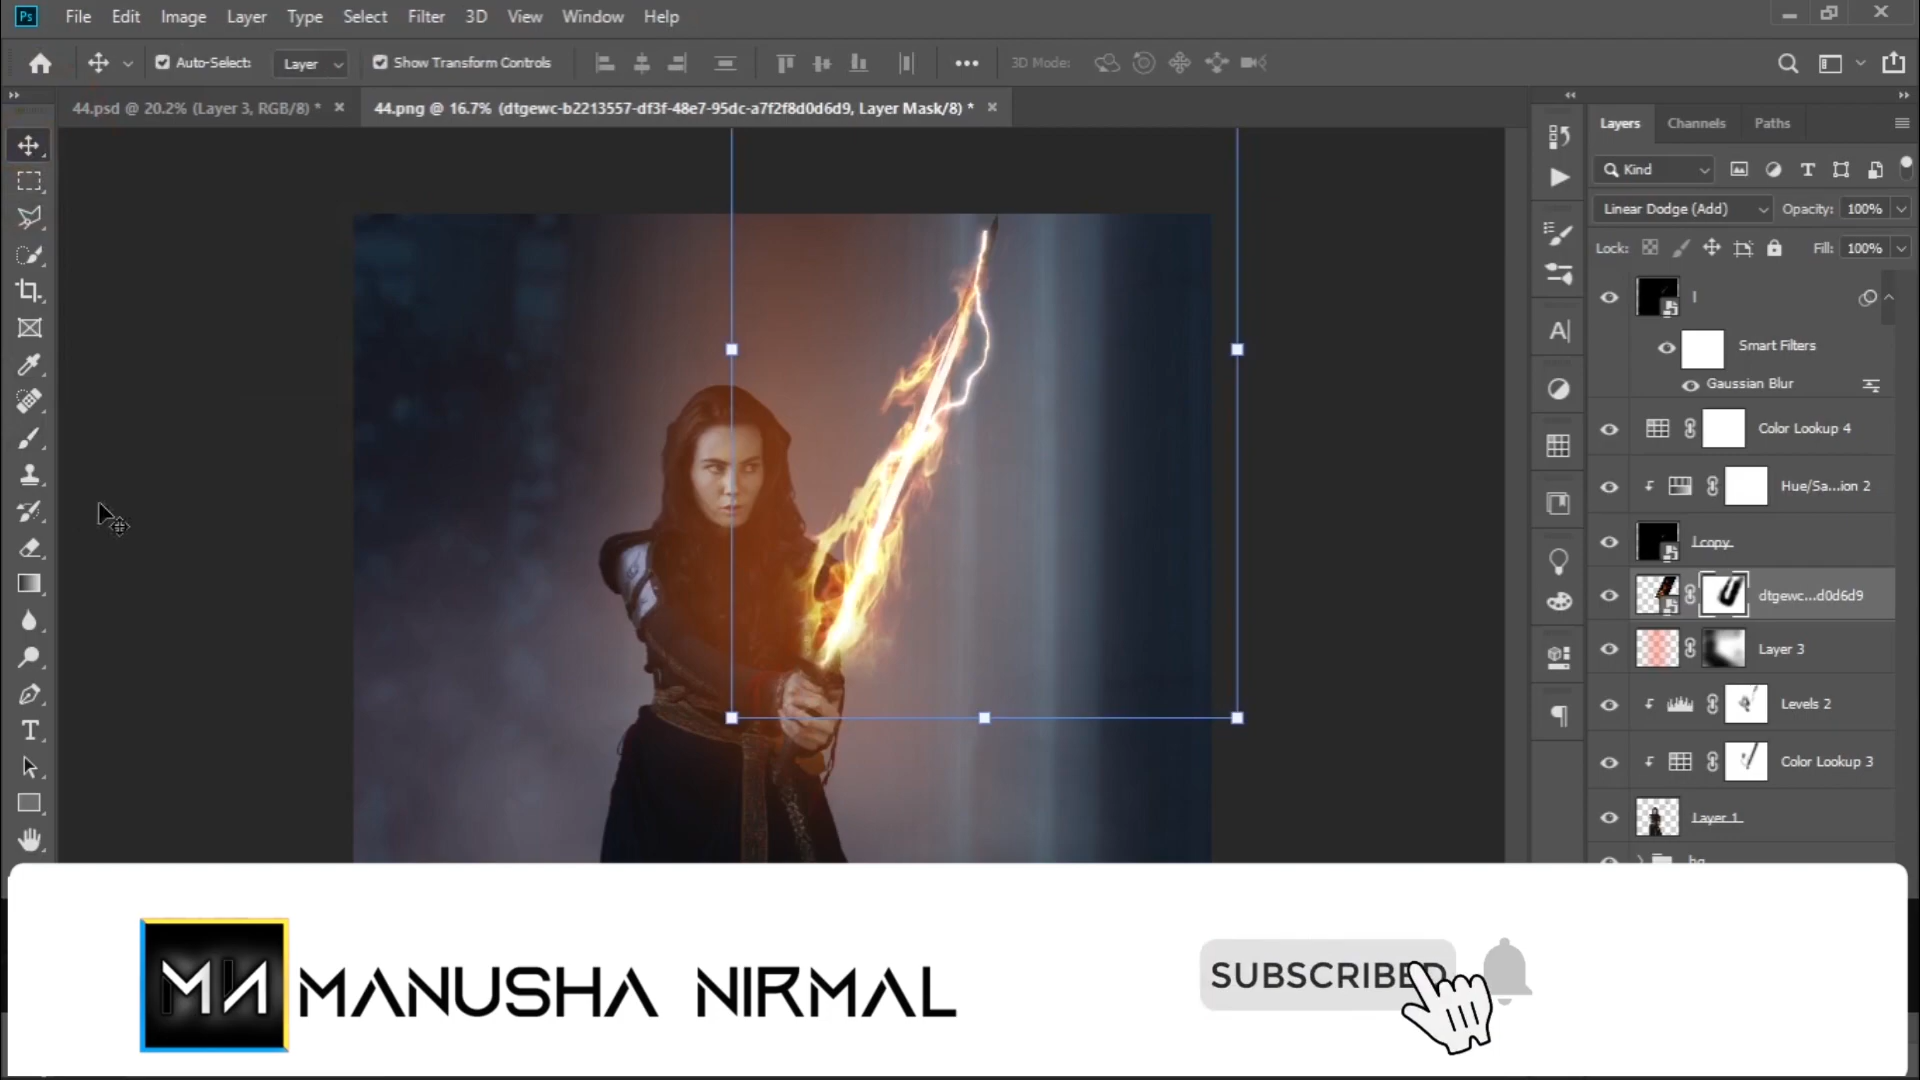 Ps File Edit Image Layer Type Select Filter 3D View Window Help
Auto-Select: Layer Show Transform Controls 3D Mode:
44.psd @ 20.2% (Layer 3, RGB/8) * 44.png @ 16.7% (dtgewc-b2213557-df3f-48e7-95dc-a7f2f8d0d6d9, Layer Mask/8) *
Layers Channels Paths
Kind
Linear Dodge (Add) Opacity: 100%
Lock: Fill: 100%
l
Smart Filters
Gaussian Blur
Color Lookup 4
Hue/Sa...ion 2
l copy
dtgewc...d0d6d9
Layer 3
Levels 2
Color Lookup 3
Layer 1
bg
MN MANUSHA NIRMAL
SUBSCRIBED